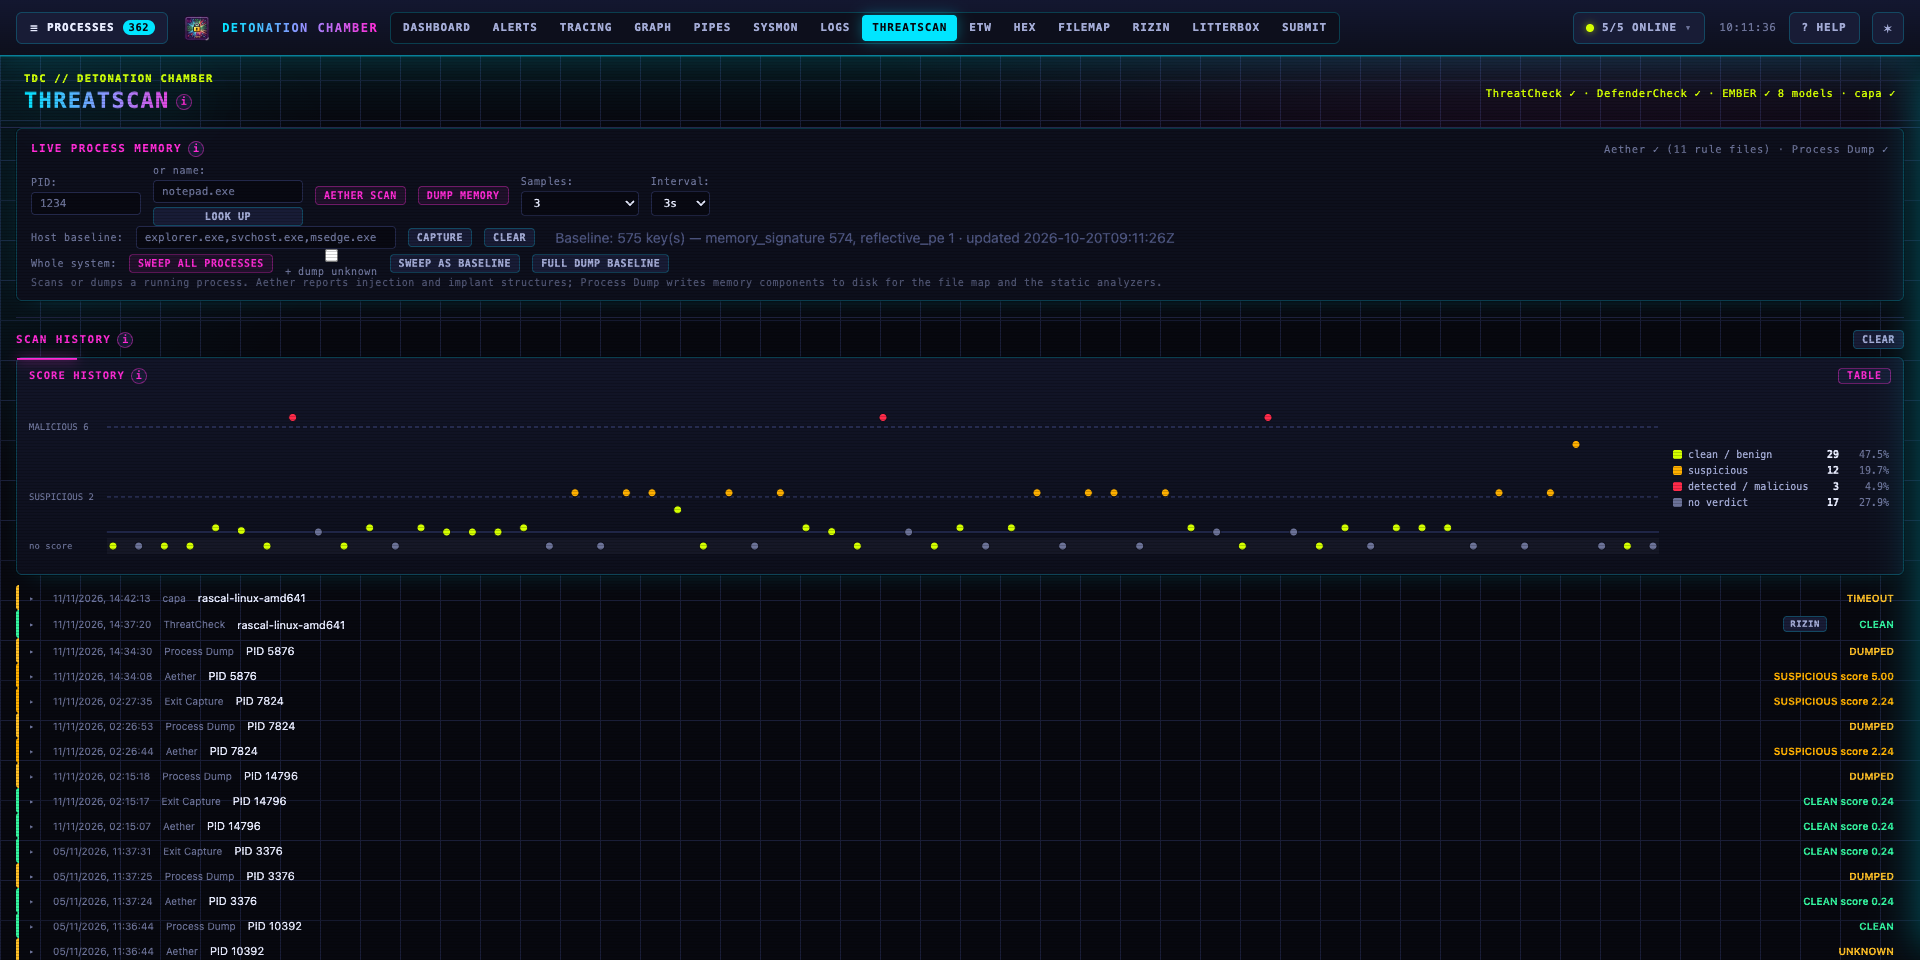 ≡ PROCESSES 362
DETONATION CHAMBER
DASHBOARD ALERTS TRACING GRAPH PIPES SYSMON LOGS THREATSCAN ETW HEX FILEMAP RIZIN LITTERBOX SUBMIT
5/5 ONLINE ▾ 10:11:36 ? HELP ✶
TDC // DETONATION CHAMBER
THREATSCAN i
ThreatCheck ✓ · DefenderCheck ✓ · EMBER ✓ 8 models · capa ✓
LIVE PROCESS MEMORY i
Aether ✓ (11 rule files) · Process Dump ✓
PID: or name: Samples: Interval:
1234 notepad.exe AETHER SCAN DUMP MEMORY 3 3s
LOOK UP
Host baseline: explorer.exe,svchost.exe,msedge.exe CAPTURE CLEAR Baseline: 575 key(s) — memory_signature 574, reflective_pe 1 · updated 2026-10-20T09:11:26Z
Whole system: SWEEP ALL PROCESSES + dump unknown SWEEP AS BASELINE FULL DUMP BASELINE
Scans or dumps a running process. Aether reports injection and implant structures; Process Dump writes memory components to disk for the file map and the static analyzers.
SCAN HISTORY i CLEAR
SCORE HISTORY i TABLE
MALICIOUS 6
SUSPICIOUS 2
no score
clean / benign 29 47.5%
suspicious 12 19.7%
detected / malicious 3 4.9%
no verdict 17 27.9%
▸ 11/11/2026, 14:42:13 capa rascal-linux-amd641 TIMEOUT
▸ 11/11/2026, 14:37:20 ThreatCheck rascal-linux-amd641 RIZIN CLEAN
▸ 11/11/2026, 14:34:30 Process Dump PID 5876 DUMPED
▸ 11/11/2026, 14:34:08 Aether PID 5876 SUSPICIOUS score 5.00
▸ 11/11/2026, 02:27:35 Exit Capture PID 7824 SUSPICIOUS score 2.24
▸ 11/11/2026, 02:26:53 Process Dump PID 7824 DUMPED
▸ 11/11/2026, 02:26:44 Aether PID 7824 SUSPICIOUS score 2.24
▸ 11/11/2026, 02:15:18 Process Dump PID 14796 DUMPED
▸ 11/11/2026, 02:15:17 Exit Capture PID 14796 CLEAN score 0.24
▸ 11/11/2026, 02:15:07 Aether PID 14796 CLEAN score 0.24
▸ 05/11/2026, 11:37:31 Exit Capture PID 3376 CLEAN score 0.24
▸ 05/11/2026, 11:37:25 Process Dump PID 3376 DUMPED
▸ 05/11/2026, 11:37:24 Aether PID 3376 CLEAN score 0.24
▸ 05/11/2026, 11:36:44 Process Dump PID 10392 CLEAN
▸ 05/11/2026, 11:36:44 Aether PID 10392 UNKNOWN